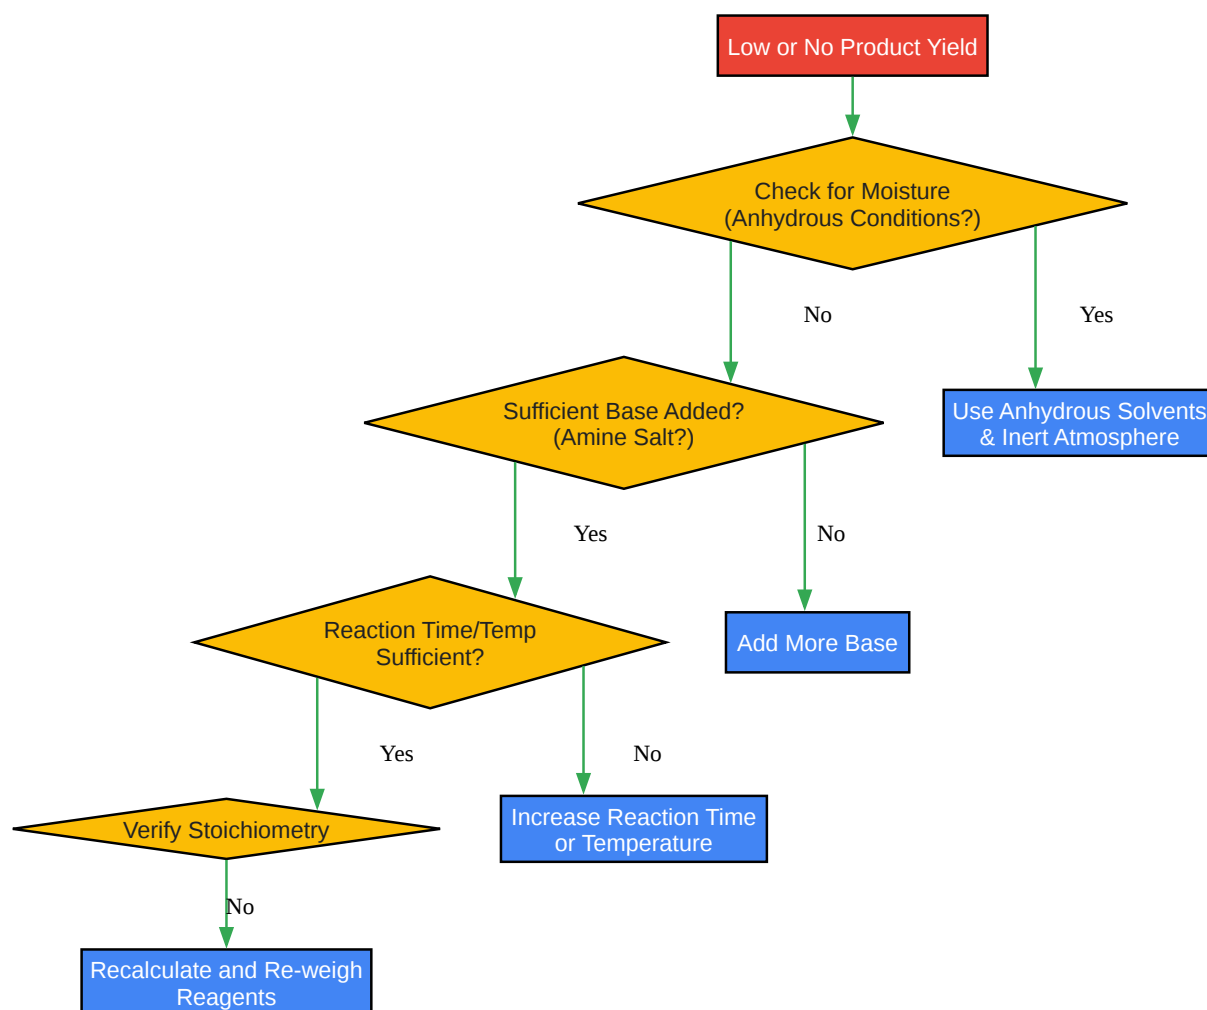 Low or No Product Yield
Check for Moisture
(Anhydrous Conditions?)
No
Yes
Sufficient Base Added?
(Amine Salt?)
Use Anhydrous Solvents
& Inert Atmosphere
Yes
No
Reaction Time/Temp
Sufficient?
Add More Base
Yes
No
Verify Stoichiometry
Increase Reaction Time
or Temperature
No
Recalculate and Re-weigh
Reagents